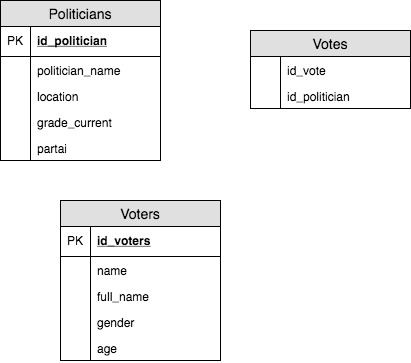 Politicians
PK id_politician
politician_name
location
grade_current
partai
Votes
id_vote
id_politician
Voters
PK id_voters
name
full_name
gender
age